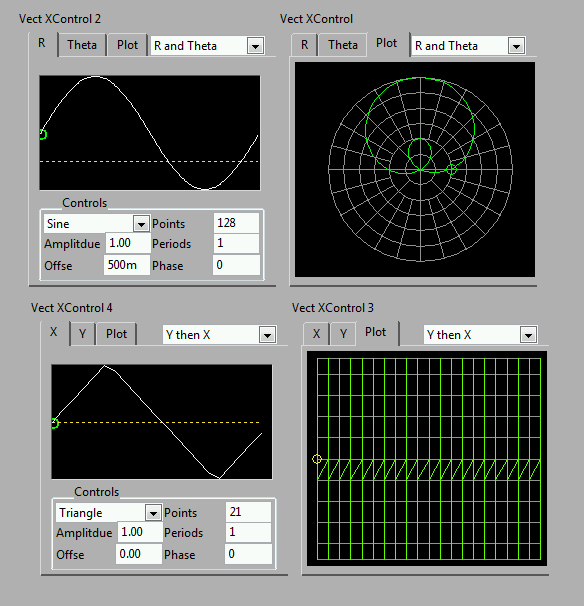 Vect XControl 2
R Theta Plot R and Theta
Controls
Sine Points 128
Amplitdue 1.00 Periods 1
Offse 500m Phase 0
Vect XControl
R Theta Plot R and Theta
Vect XControl 4
X Y Plot Y then X
Controls
Triangle Points 21
Amplitdue 1.00 Periods 1
Offse 0.00 Phase 0
Vect XControl 3
X Y Plot Y then X